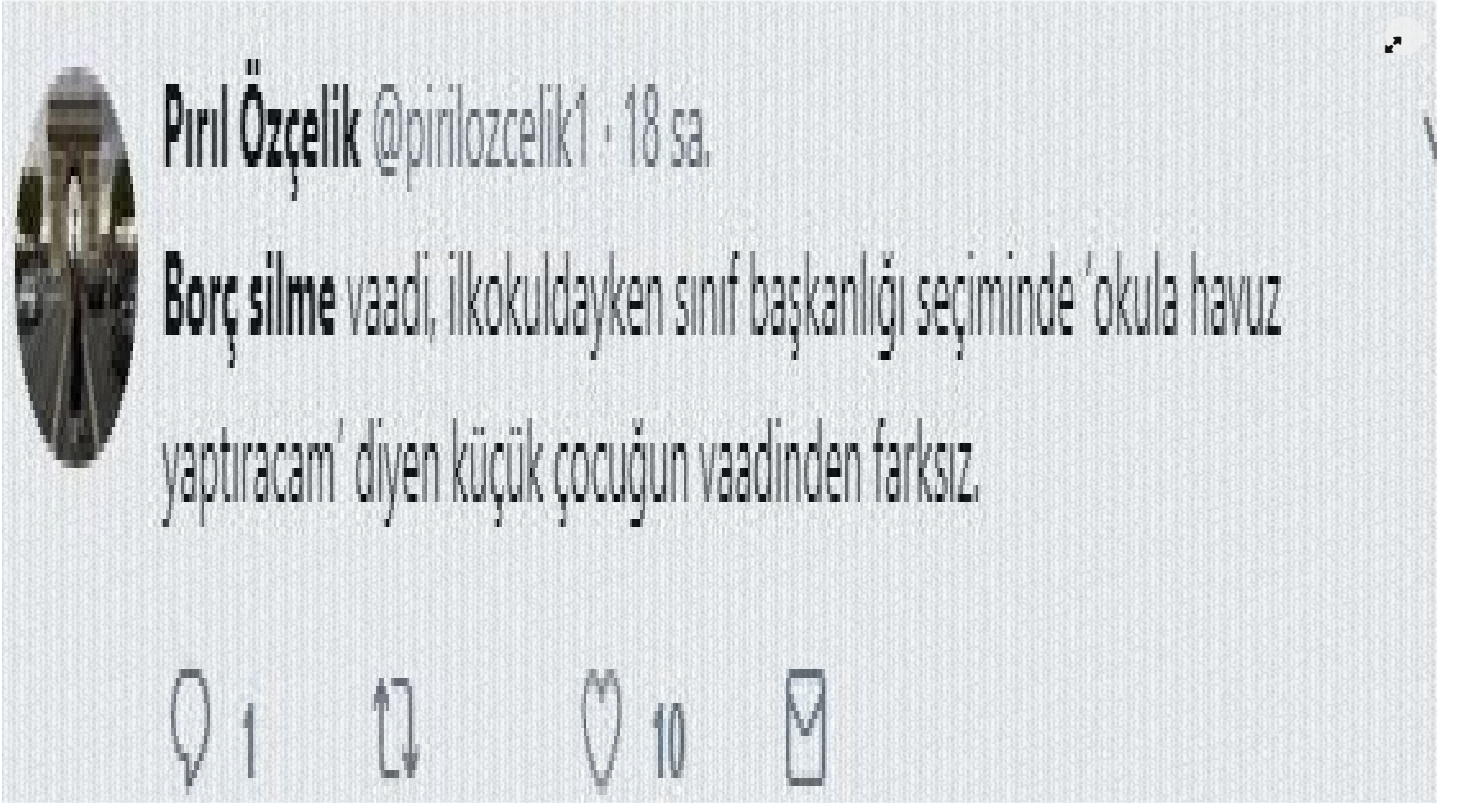 Pırıl Özçelik @pirilozcelik1 · 18 sa.
Borç silme vaadi, ilkokuldayken sınıf başkanlığı seçiminde 'okula havuz
yaptıracam' diyen küçük çocuğun vaadinden farksız.
1 10